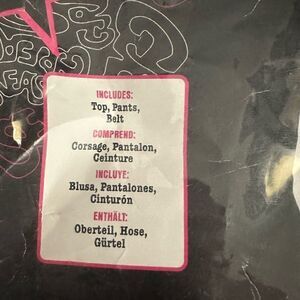 INCLUDES:
Top, Pants,
Belt
COMPREND:
Corsage, Pantalon,
Ceinture
INCLUYE:
Blusa, Pantalones,
Cinturón
ENTHÄLT:
Oberteil, Hose,
Gürtel